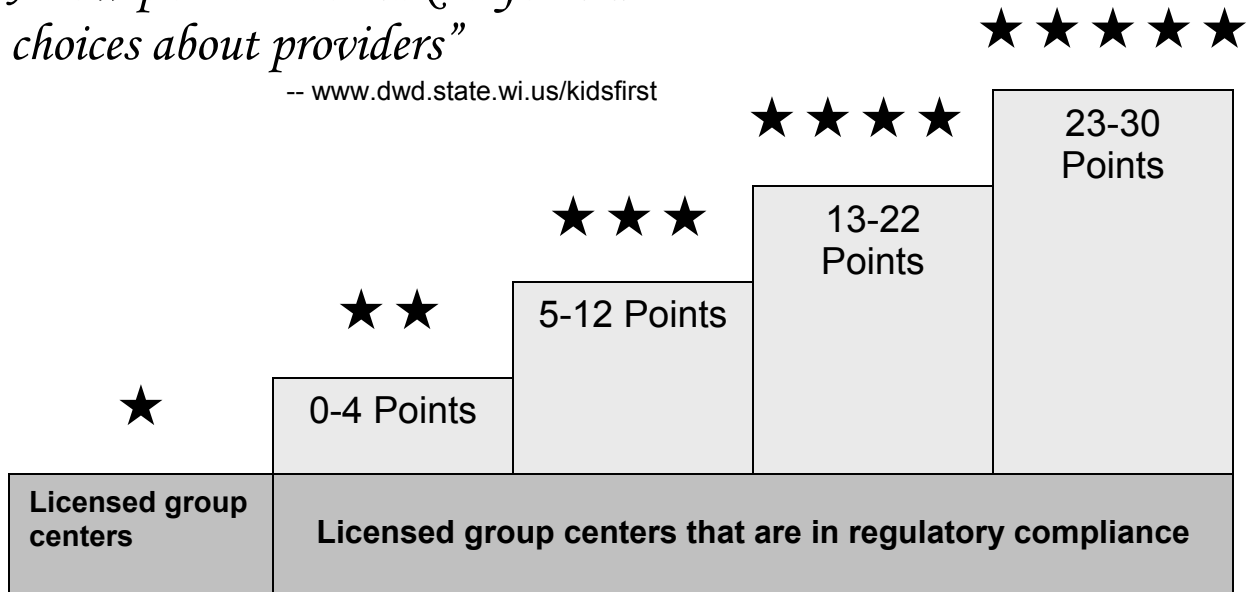 choices about providers”
-- www.dwd.state.wi.us/kidsfirst
★ ★ ★ ★ ★
23-30
Points
★ ★ ★ ★
13-22
Points
★ ★ ★
5-12 Points
★ ★
0-4 Points
★
Licensed group
centers
Licensed group centers that are in regulatory compliance